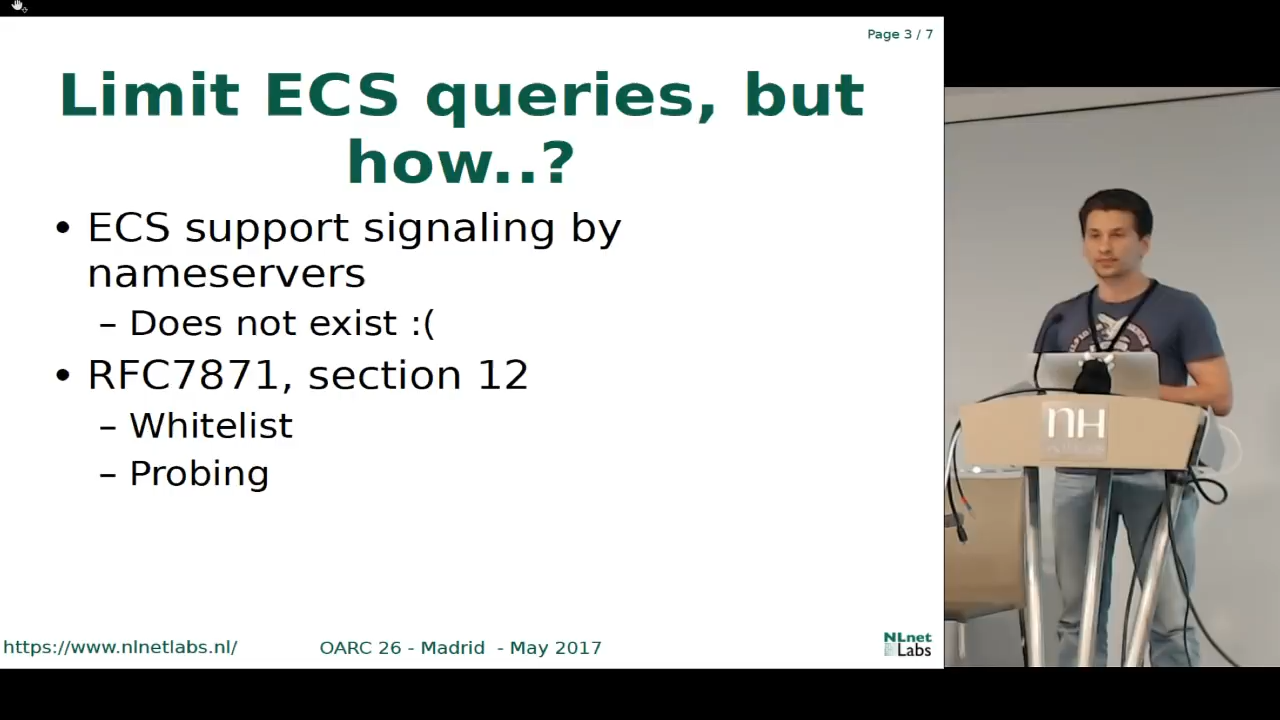 Page 3 / 7
Limit ECS queries, but
how..?
• ECS support signaling by
nameservers
– Does not exist :(
• RFC7871, section 12
– Whitelist
– Probing
https://www.nlnetlabs.nl/
OARC 26 - Madrid - May 2017
NLnet
Labs
NH